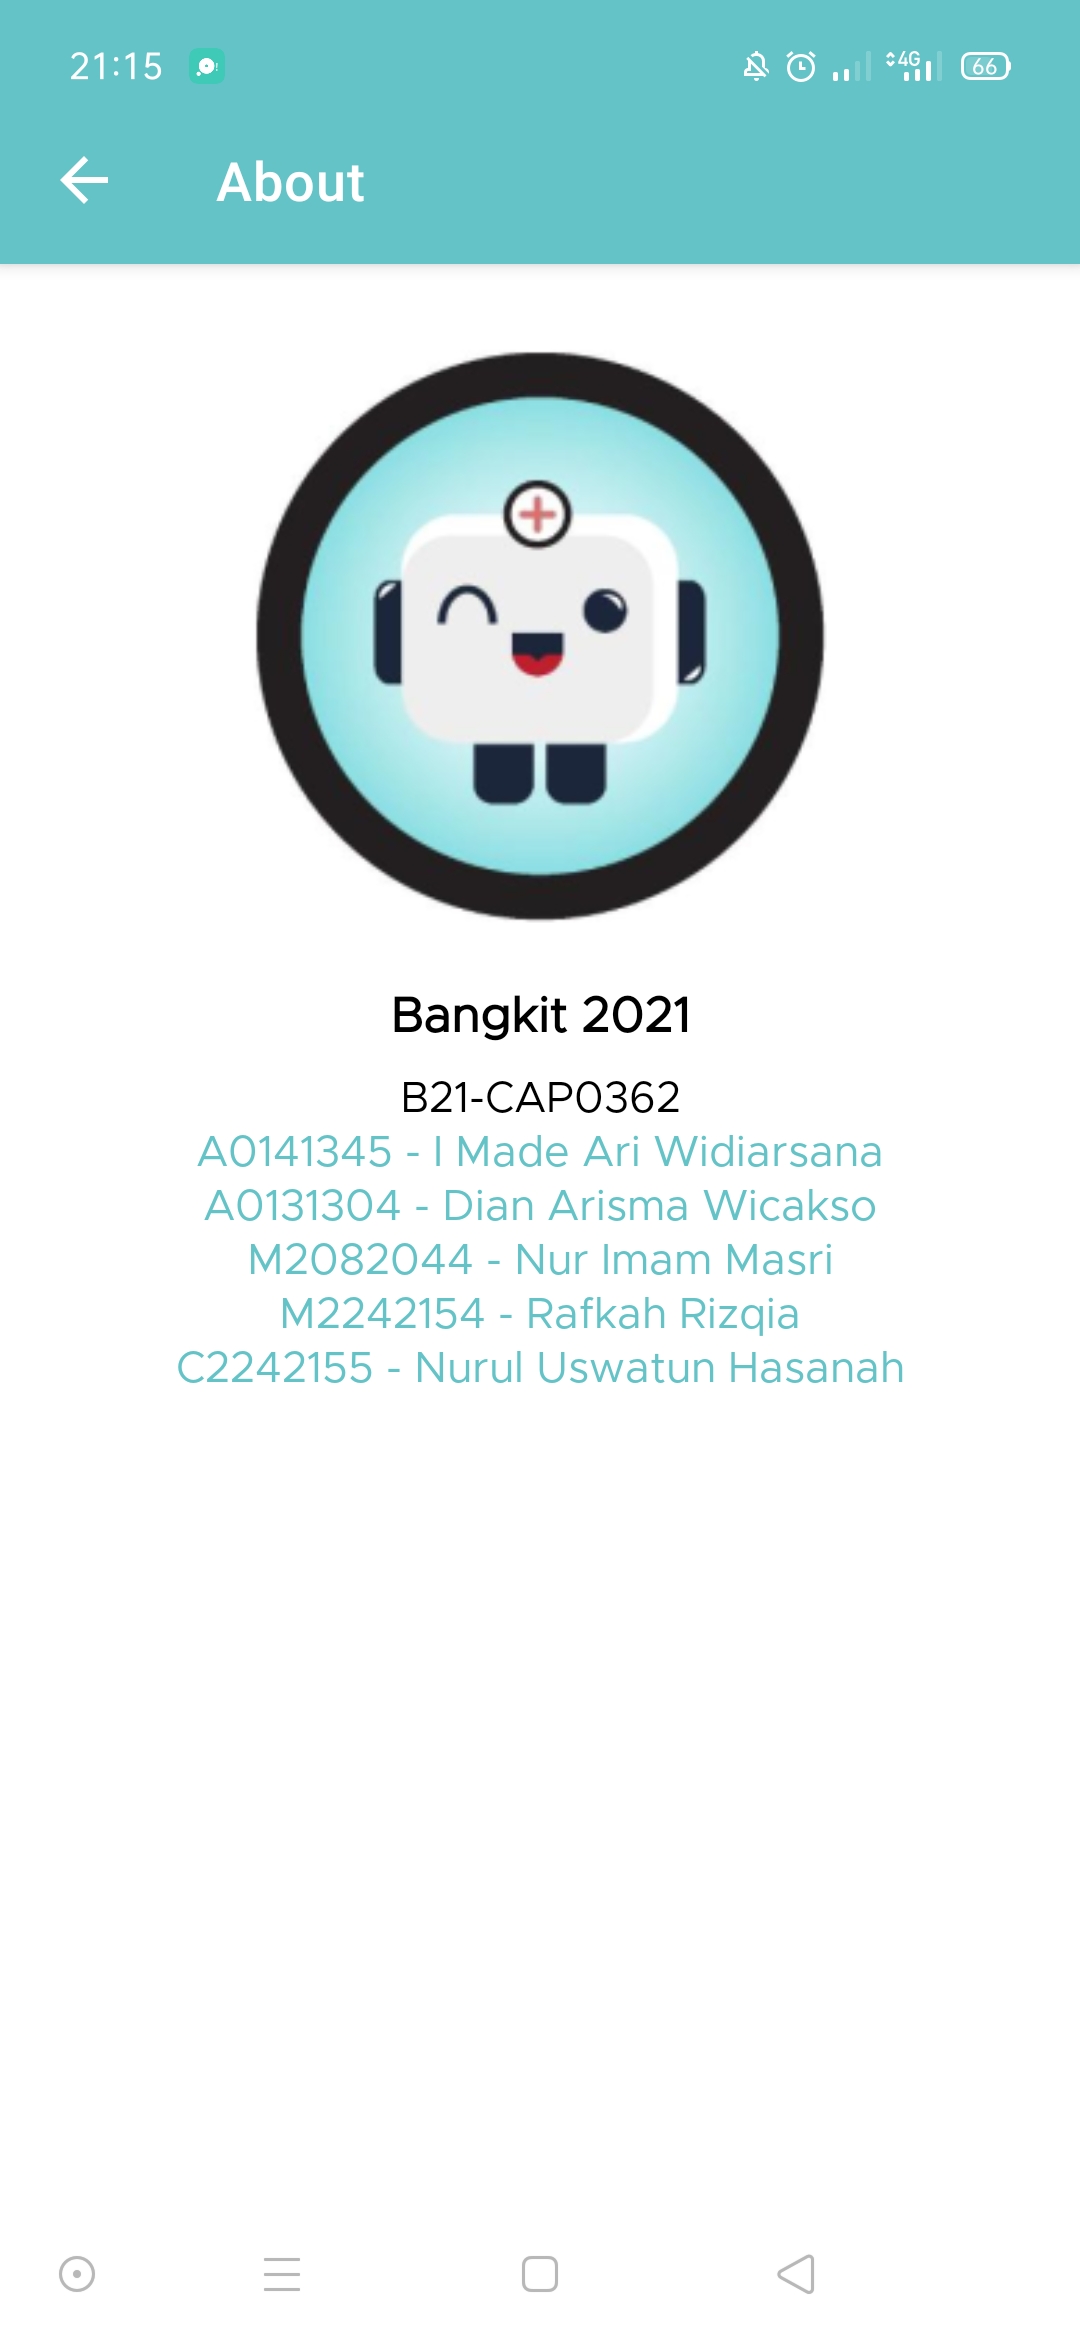 21:15
4G
66
About
Bangkit 2021
B21-CAP0362
A0141345 - I Made Ari Widiarsana
A0131304 - Dian Arisma Wicakso
M2082044 - Nur Imam Masri
M2242154 - Rafkah Rizqia
C2242155 - Nurul Uswatun Hasanah